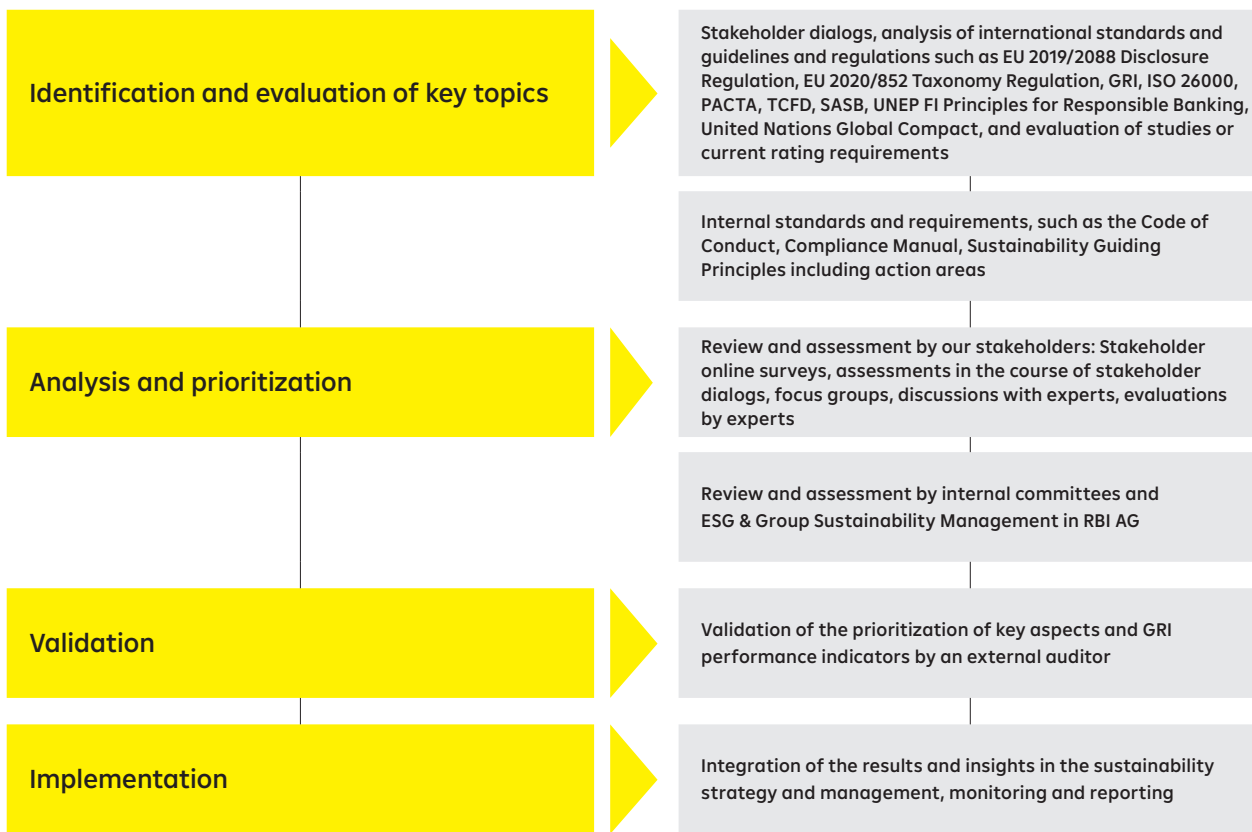 Identification and evaluation of key topics
Stakeholder dialogs, analysis of international standards and
guidelines and regulations such as EU 2019/2088 Disclosure
Regulation, EU 2020/852 Taxonomy Regulation, GRI, ISO 26000,
PACTA, TCFD, SASB, UNEP FI Principles for Responsible Banking,
United Nations Global Compact, and evaluation of studies or
current rating requirements
Internal standards and requirements, such as the Code of
Conduct, Compliance Manual, Sustainability Guiding
Principles including action areas
Analysis and prioritization
Review and assessment by our stakeholders: Stakeholder
online surveys, assessments in the course of stakeholder
dialogs, focus groups, discussions with experts, evaluations
by experts
Review and assessment by internal committees and
ESG & Group Sustainability Management in RBI AG
Validation
Validation of the prioritization of key aspects and GRI
performance indicators by an external auditor
Implementation
Integration of the results and insights in the sustainability
strategy and management, monitoring and reporting